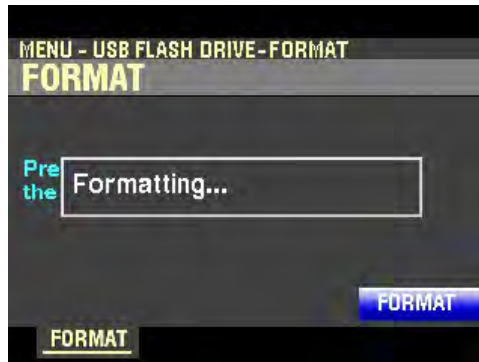 MENU - USB FLASH DRIVE-FORMAT
FORMAT
Pre
the
Formatting...
FORMAT
FORMAT